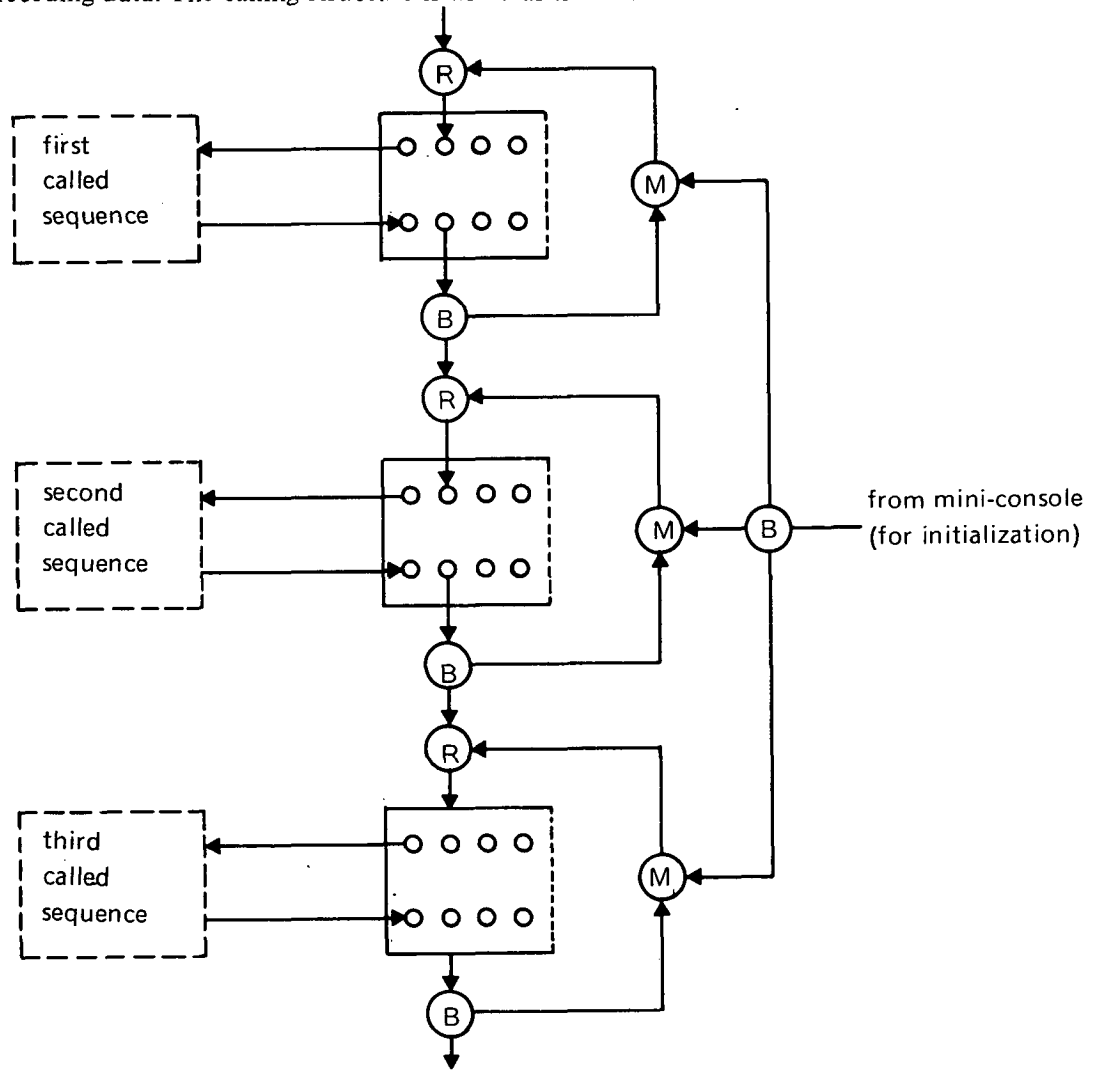 R
first
called
sequence
M
B
R
second
called
sequence
M
B
from mini-console
(for initialization)
B
R
third
called
sequence
M
B